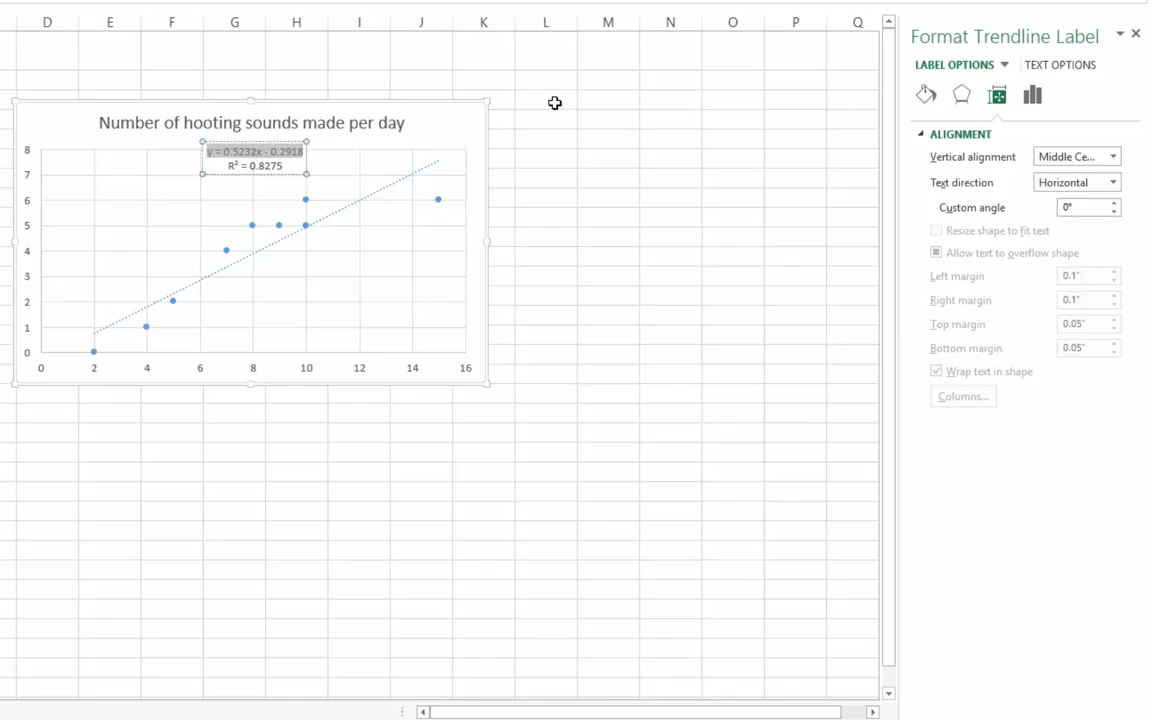 D E F G H I J K L M N O P Q
Number of hooting sounds made per day
y = 0.5232x - 0.2918
R² = 0.8275
8
7
6
5
4
3
2
1
0
0 2 4 6 8 10 12 14 16
Format Trendline Label
LABEL OPTIONS TEXT OPTIONS
ALIGNMENT
Vertical alignment Middle Ce...
Text direction Horizontal
Custom angle 0°
Resize shape to fit text
Allow text to overflow shape
Left margin 0.1"
Right margin 0.1"
Top margin 0.05"
Bottom margin 0.05"
Wrap text in shape
Columns...